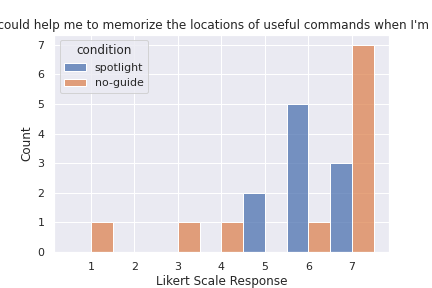 could help me to memorize the locations of useful commands when I'm
condition
spotlight
no-guide
7
6
5
4
3
2
1
0
Count
1 2 3 4 5 6 7
Likert Scale Response